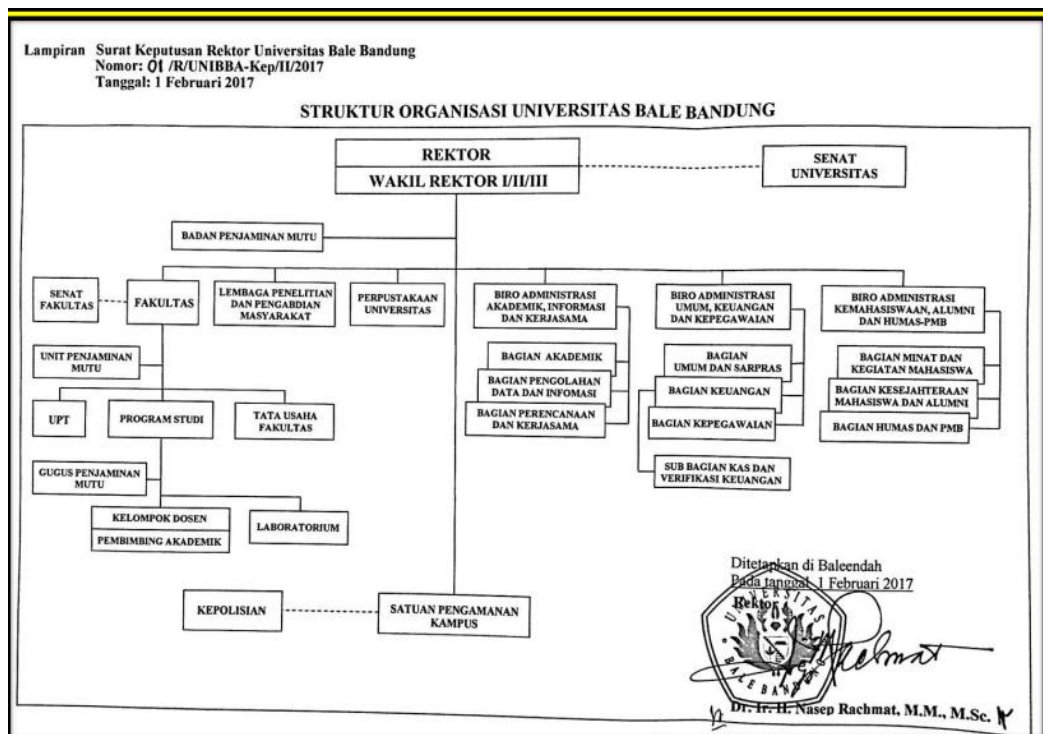 Lampiran Surat Keputusan Rektor Universitas Bale Bandung
Nomor: 01 /R/UNIBBA-Kep/II/2017
Tanggal: 1 Februari 2017
STRUKTUR ORGANISASI UNIVERSITAS BALE BANDUNG
REKTOR
WAKIL REKTOR I/II/III
SENAT
UNIVERSITAS
BADAN PENJAMINAN MUTU
SENAT
FAKULTAS
FAKULTAS
LEMBAGA PENELITIAN
DAN PENGABDIAN
MASYARAKAT
PERPUSTAKAAN
UNIVERSITAS
BIRO ADMINISTRASI
AKADEMIK, INFORMASI
DAN KERJASAMA
BIRO ADMINISTRASI
UMUM, KEUANGAN
DAN KEPEGAWAIAN
BIRO ADMINISTRASI
KEMAHASISWAAN, ALUMNI
DAN HUMAS-PMB
UNIT PENJAMINAN
MUTU
BAGIAN AKADEMIK
BAGIAN PENGOLAHAN
DATA DAN INFOMASI
BAGIAN PERENCANAAN
DAN KERJASAMA
BAGIAN
UMUM DAN SARPRAS
BAGIAN KEUANGAN
BAGIAN KEPEGAWAIAN
SUB BAGIAN KAS DAN
VERIFIKASI KEUANGAN
BAGIAN MINAT DAN
KEGIATAN MAHASISWA
BAGIAN KESEJAHTERAAN
MAHASISWA DAN ALUMNI
BAGIAN HUMAS DAN PMB
UPT
PROGRAM STUDI
TATA USAHA
FAKULTAS
GUGUS PENJAMINAN
MUTU
KELOMPOK DOSEN
PEMBIMBING AKADEMIK
LABORATORIUM
KEPOLISIAN
SATUAN PENGAMANAN
KAMPUS
Ditetapkan di Baleendah
Pada tanggal 1 Februari 2017
Rektor
UNIVERSITAS
BALE BANDUNG
Rachmat
Dr. Ir. H. Nasep Rachmat, M.M., M.Sc.